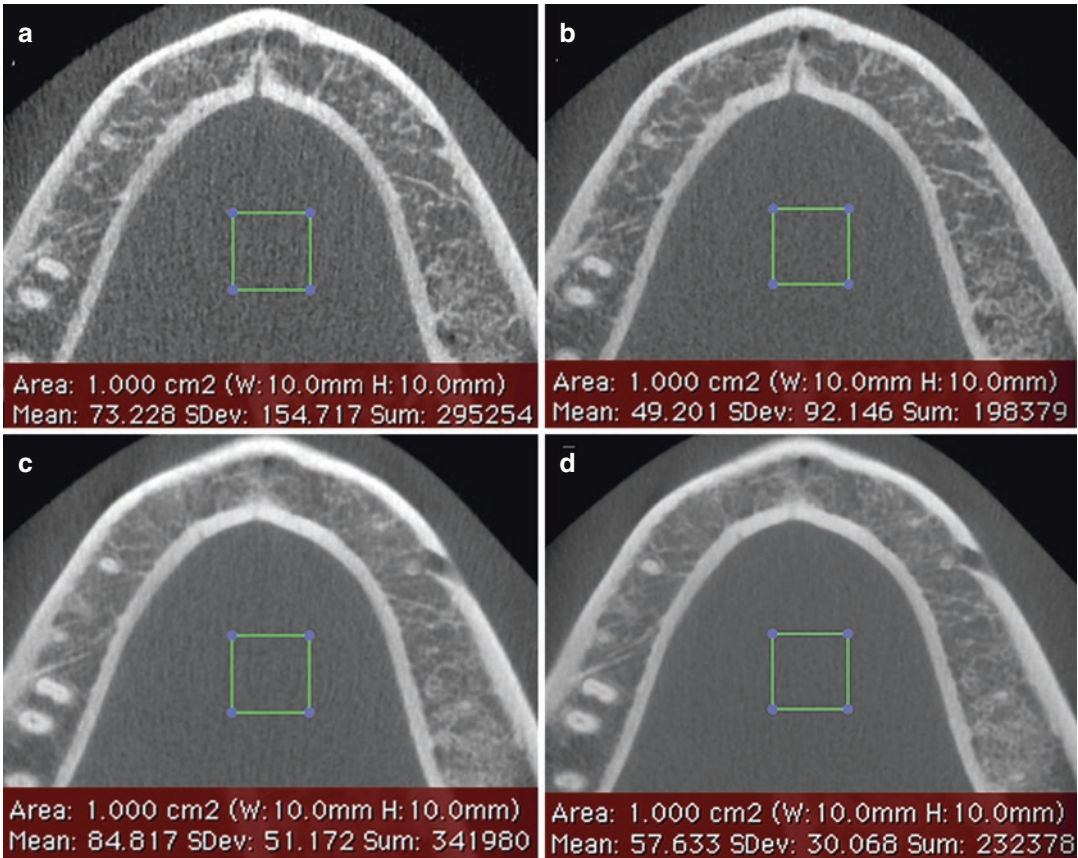 a
Area: 1.000 cm2 (W:10.0mm H:10.0mm)
Mean: 73.228 SDev: 154.717 Sum: 295254
b
Area: 1.000 cm2 (W:10.0mm H:10.0mm)
Mean: 49.201 SDev: 92.146 Sum: 198379
c
Area: 1.000 cm2 (W:10.0mm H:10.0mm)
Mean: 84.817 SDev: 51.172 Sum: 341980
d
Area: 1.000 cm2 (W:10.0mm H:10.0mm)
Mean: 57.633 SDev: 30.068 Sum: 232378